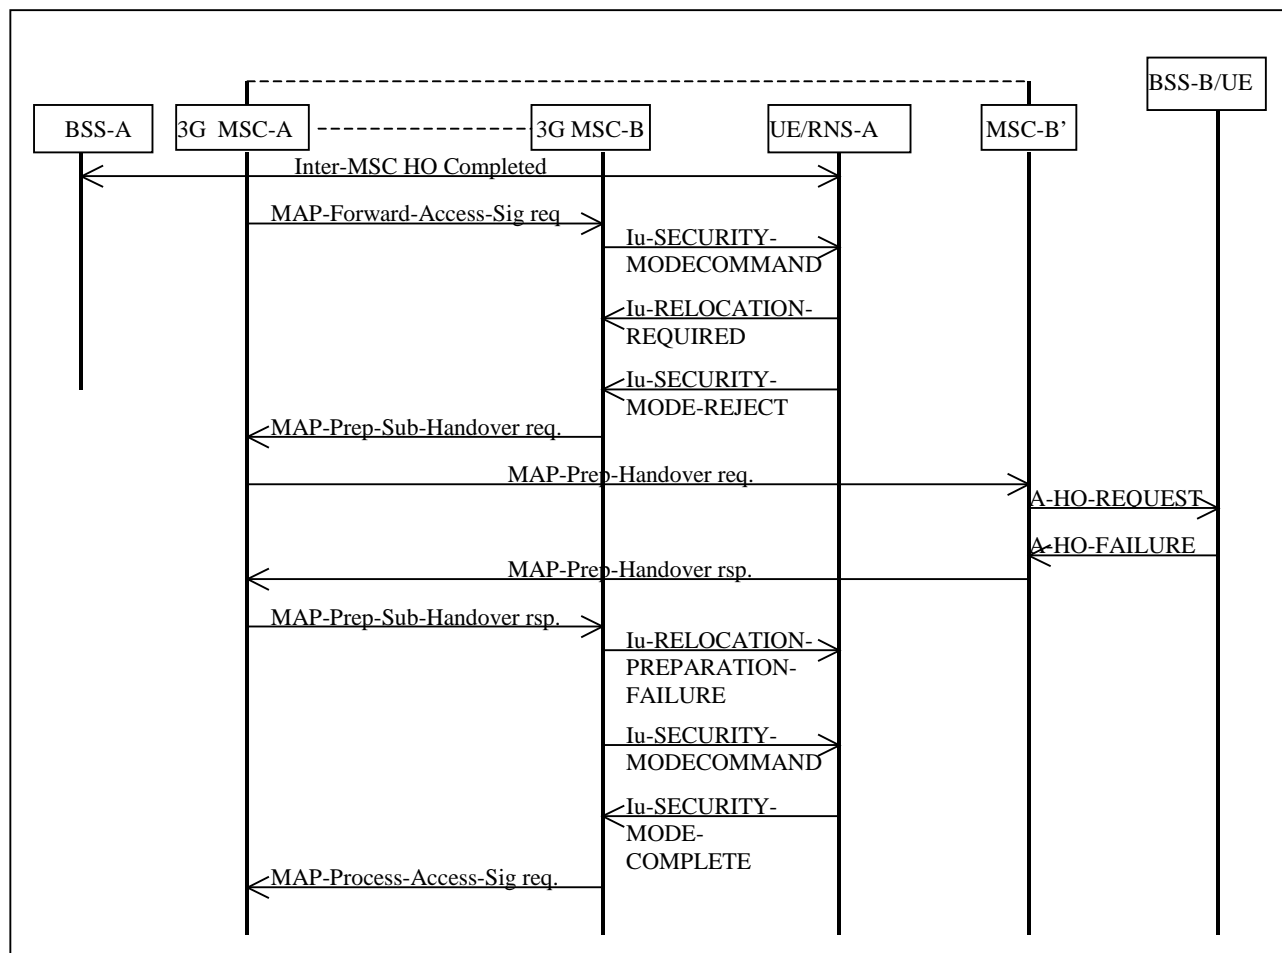 BSS-B/UE
BSS-A
3G MSC-A
3G MSC-B
UE/RNS-A
MSC-B’
Inter-MSC HO Completed
MAP-Forward-Access-Sig req
Iu-SECURITY-
MODECOMMAND
Iu-RELOCATION-
REQUIRED
Iu-SECURITY-
MODE-REJECT
MAP-Prep-Sub-Handover req.
MAP-Prep-Handover req.
A-HO-REQUEST
A-HO-FAILURE
MAP-Prep-Handover rsp.
MAP-Prep-Sub-Handover rsp.
Iu-RELOCATION-
PREPARATION-
FAILURE
Iu-SECURITY-
MODECOMMAND
Iu-SECURITY-
MODE-
COMPLETE
MAP-Process-Access-Sig req.